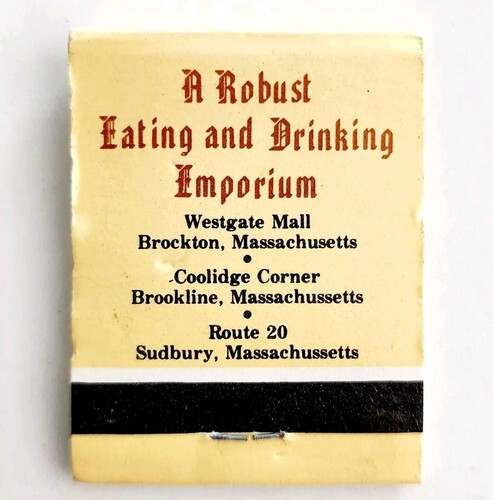 A Robust
Eating and Drinking
Emporium
Westgate Mall
Brockton, Massachusetts
•
Coolidge Corner
Brookline, Massachussetts
•
Route 20
Sudbury, Massachussetts